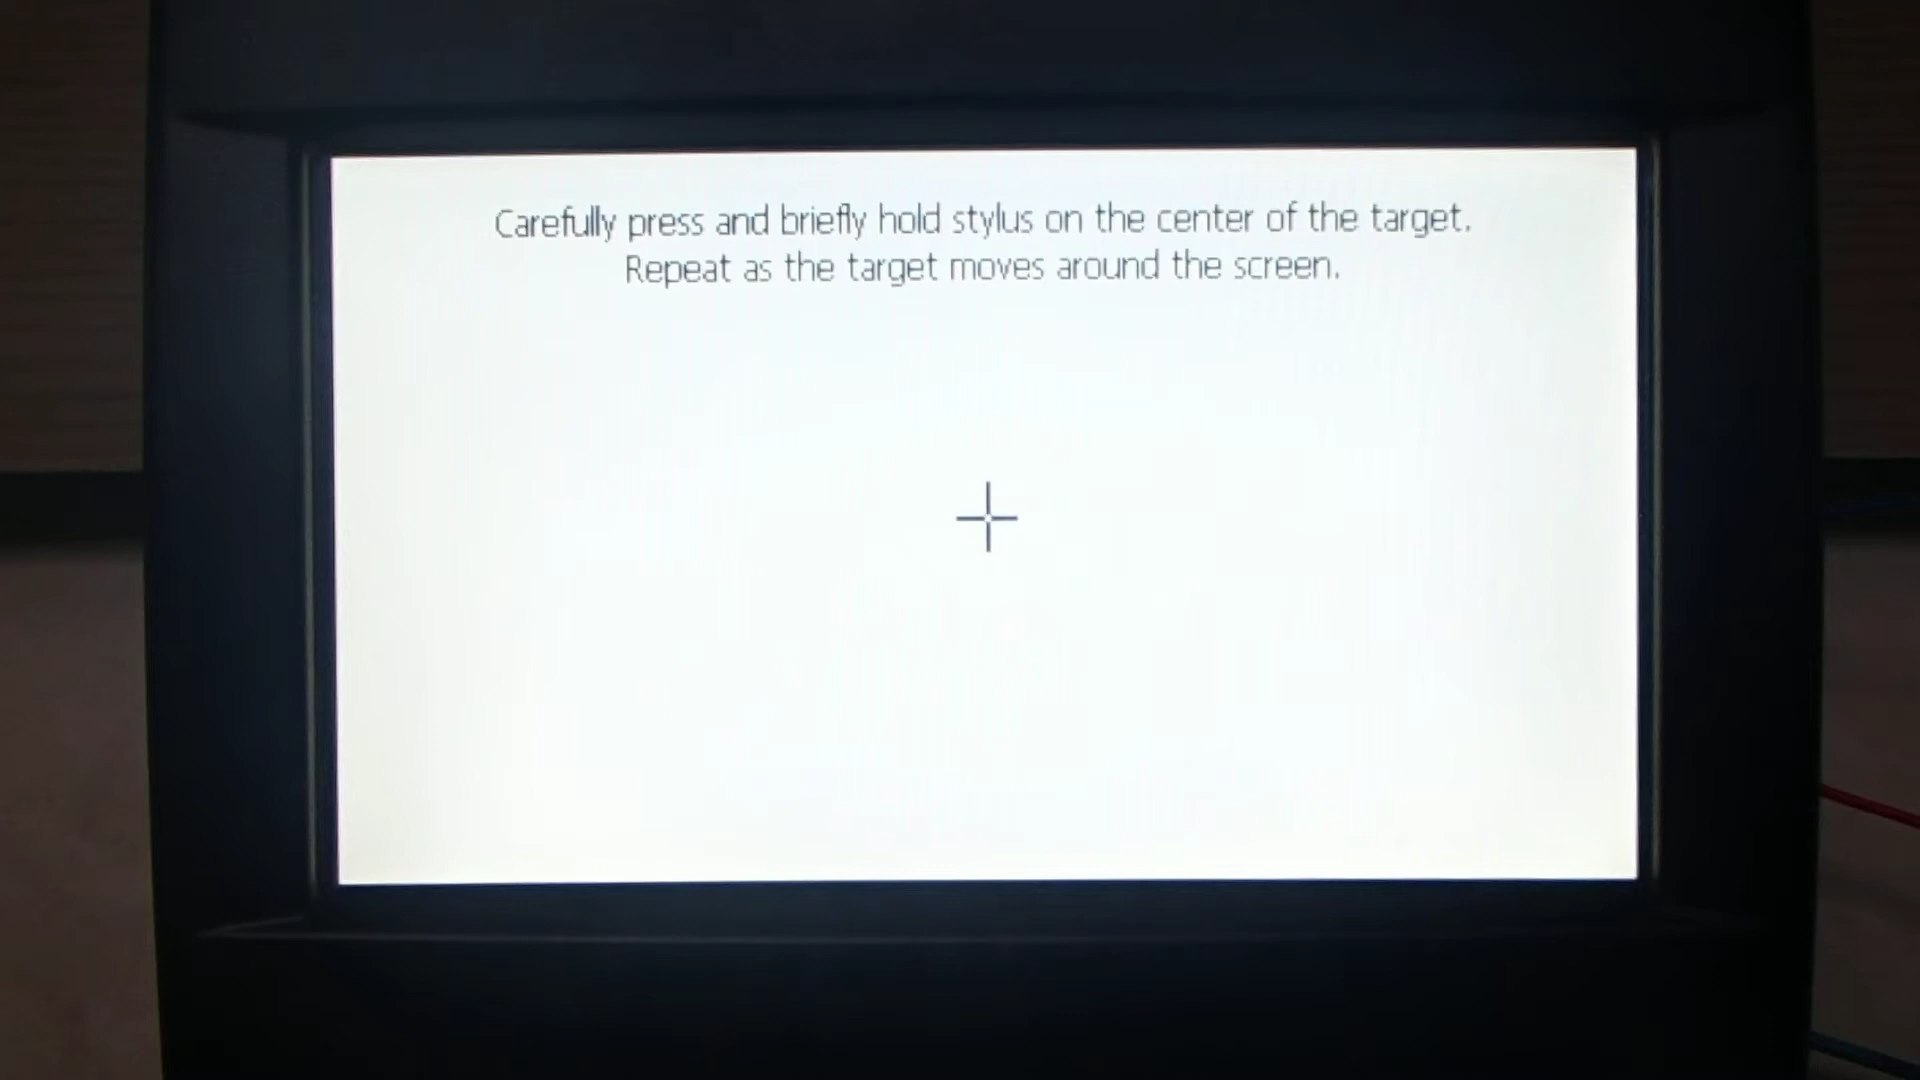 Carefully press and briefly hold stylus on the center of the target.
Repeat as the target moves around the screen.